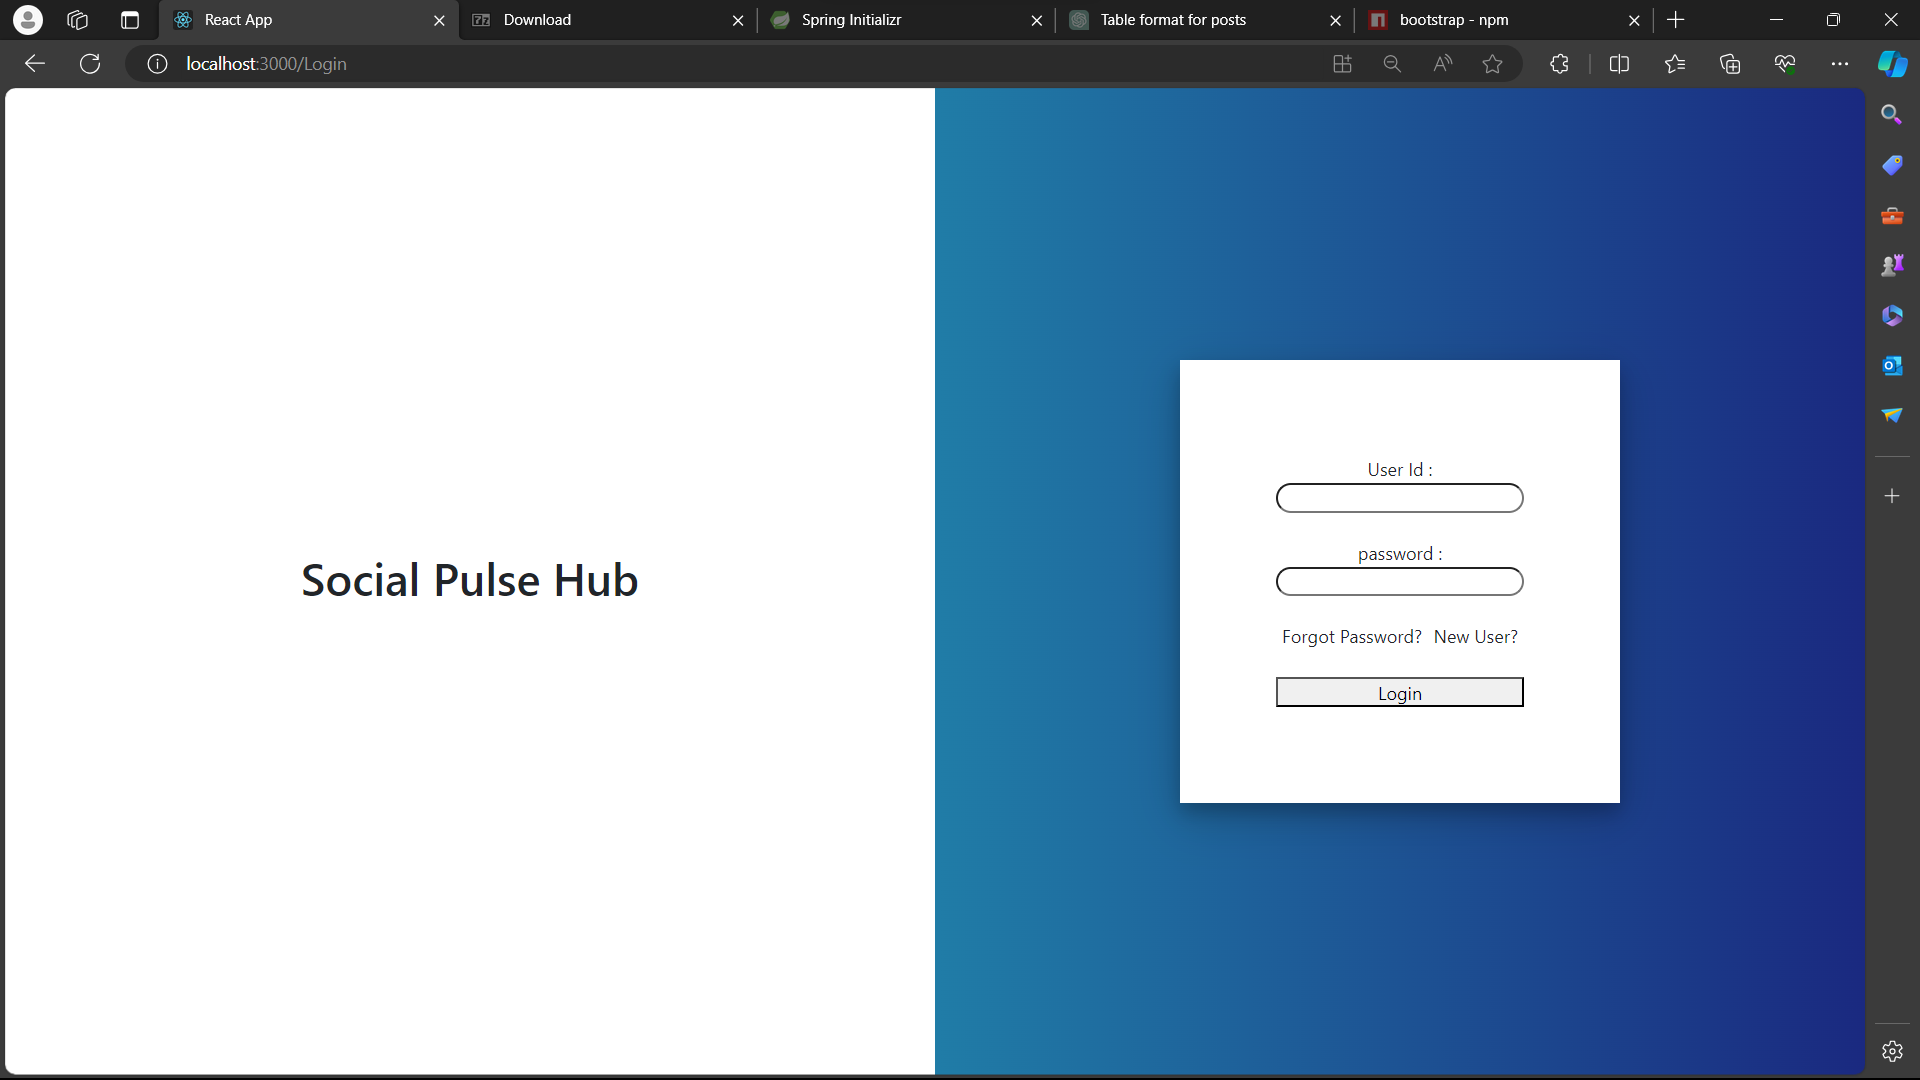 React App
Download
Spring Initializr
Table format for posts
bootstrap - npm
localhost:3000/Login
Social Pulse Hub
User Id :
password :
Forgot Password? New User?
Login